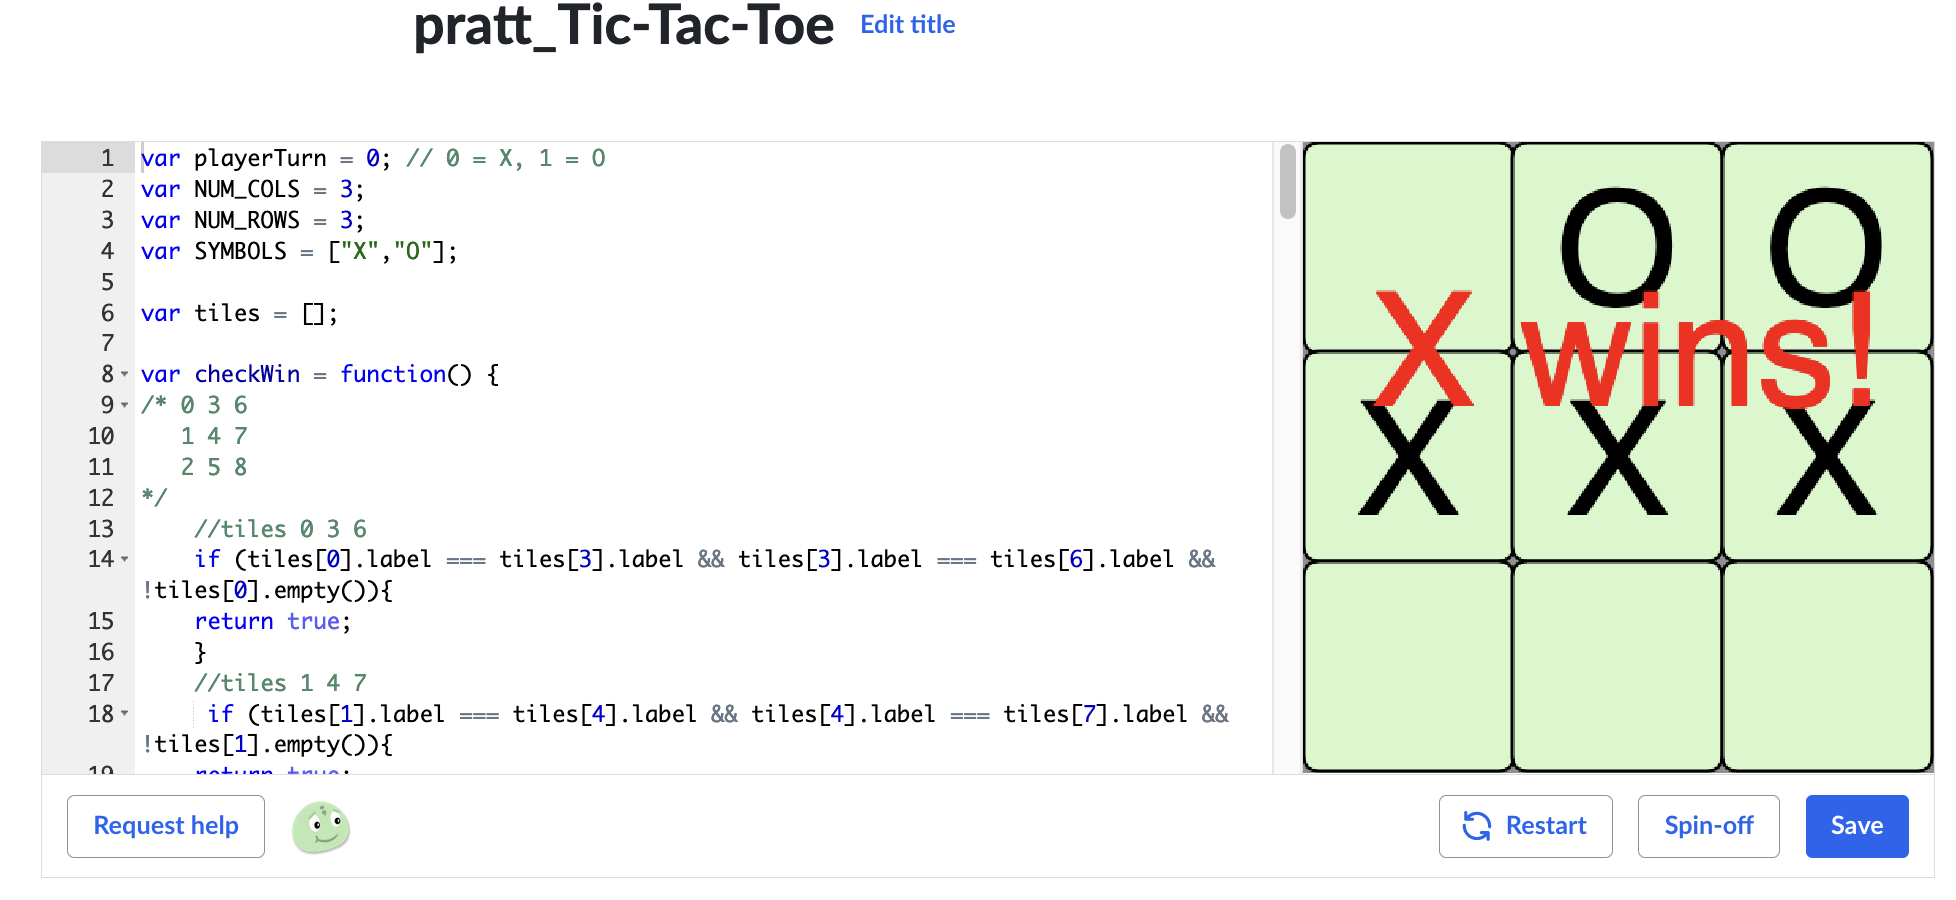 pratt_Tic-Tac-Toe Edit title
1 var playerTurn = 0; // 0 = X, 1 = O
2 var NUM_COLS = 3;
3 var NUM_ROWS = 3;
4 var SYMBOLS = ["X","O"];
5
6 var tiles = [];
7
8 var checkWin = function() {
9 /* 0 3 6
10 1 4 7
11 2 5 8
12 */
13 //tiles 0 3 6
14 if (tiles[0].label === tiles[3].label && tiles[3].label === tiles[6].label &&
!tiles[0].empty()){
15 return true;
16 }
17 //tiles 1 4 7
18 if (tiles[1].label === tiles[4].label && tiles[4].label === tiles[7].label &&
!tiles[1].empty()){
19 return true;
O O
X wins!
X X X
Request help Restart Spin-off Save